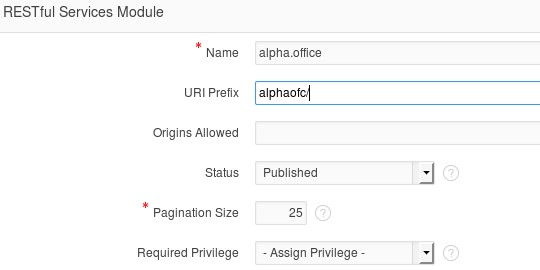 RESTful Services Module
* Name alpha.office
URI Prefix alphaofc/
Origins Allowed
Status Published ?
* Pagination Size 25 ?
Required Privilege - Assign Privilege - ?